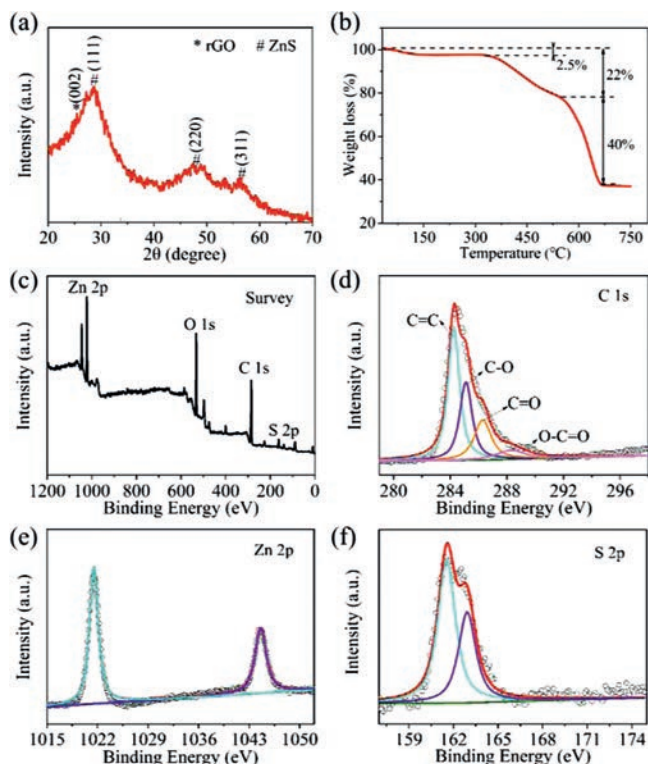 (a)
* rGO # ZnS
*(002)
#(111)
#(220)
#(311)
Intensity (a.u.)
20 30 40 50 60 70
2θ (degree)
(b)
100
80
60
40
2.5%
22%
40%
Weight loss (%)
150 300 450 600 750
Temperature (°C)
(c)
Zn 2p
Survey
O 1s
C 1s
S 2p
Intensity (a.u.)
1200 1000 800 600 400 200 0
Binding Energy (eV)
(d)
C 1s
C=C
C-O
C=O
O-C=O
Intensity (a.u.)
280 284 288 292 296
Binding Energy (eV)
(e)
Zn 2p
Intensity (a.u.)
1015 1022 1029 1036 1043 1050
Binding Energy (eV)
(f)
S 2p
Intensity (a.u.)
159 162 165 168 171 174
Binding Energy (eV)